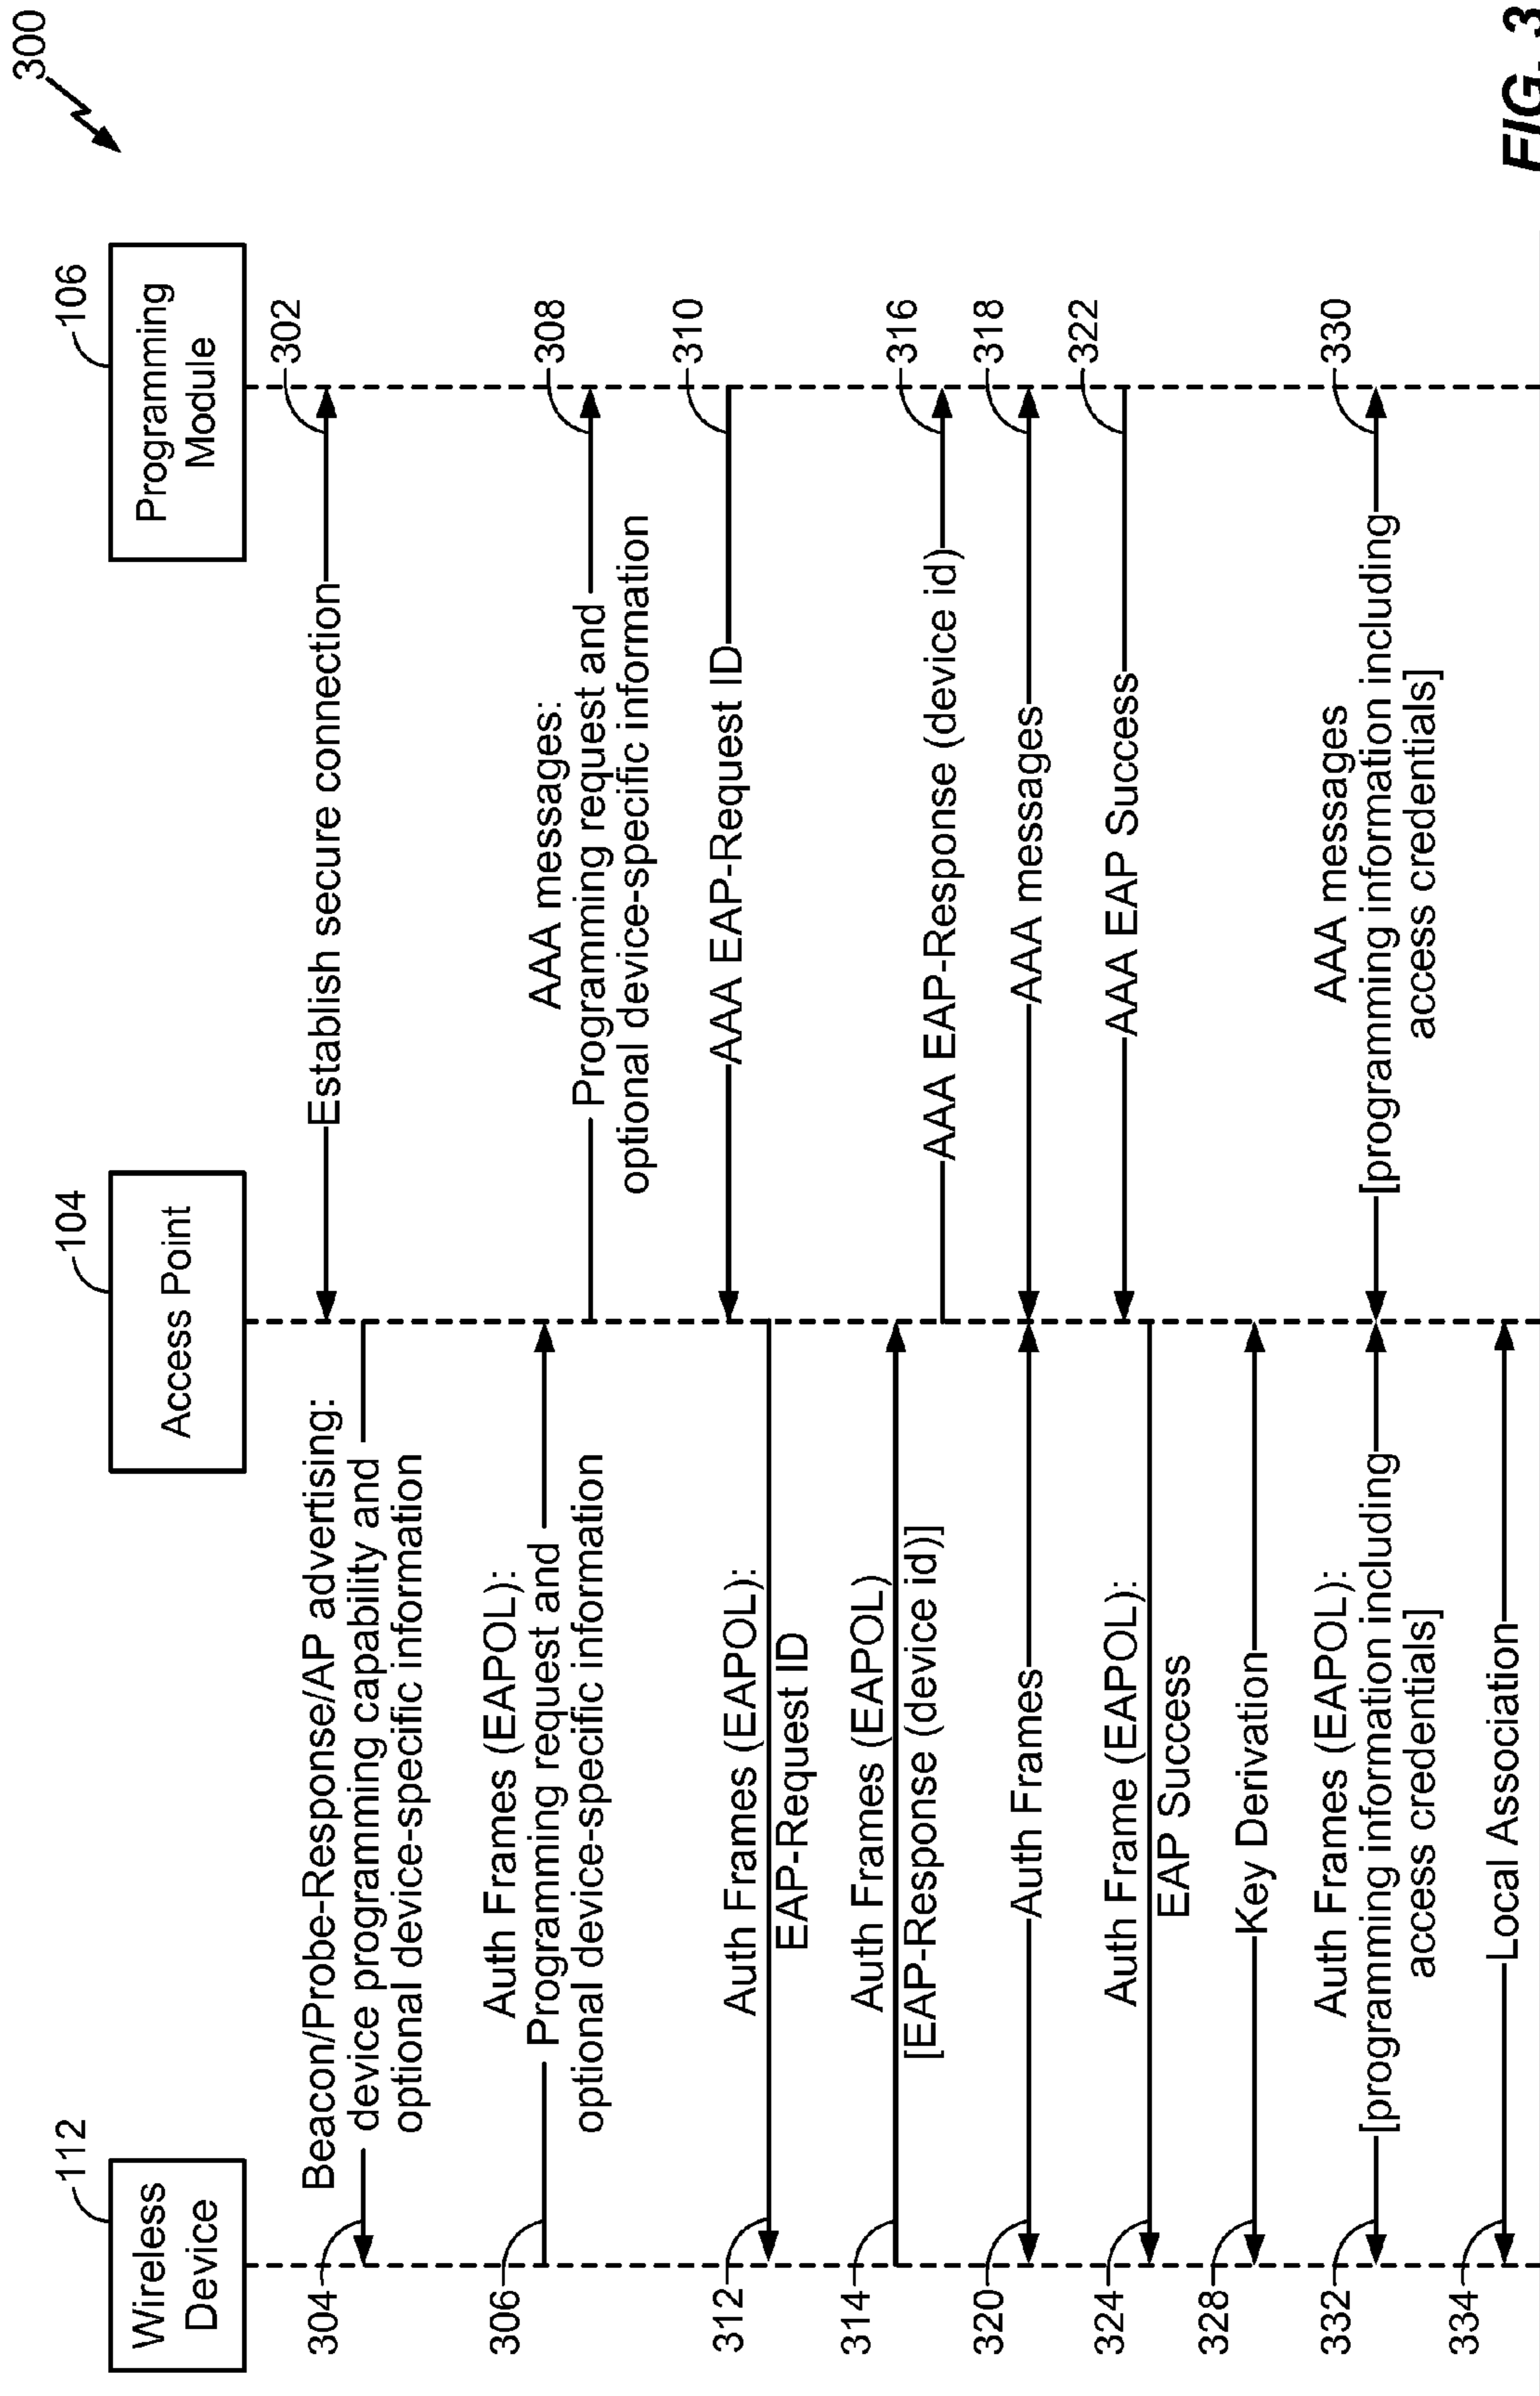 300
112
104
106
Wireless
Device
Access Point
Programming
Module
Establish secure connection
302
Beacon/Probe-Response/AP advertising:
device programming capability and
optional device-specific information
304
Auth Frames (EAPOL):
Programming request and
optional device-specific information
306
AAA messages:
Programming request and
optional device-specific information
308
AAA EAP-Request ID
310
Auth Frames (EAPOL):
EAP-Request ID
312
Auth Frames (EAPOL)
[EAP-Response (device id)]
314
AAA EAP-Response (device id)
316
AAA messages
318
Auth Frames
320
AAA EAP Success
322
Auth Frame (EAPOL):
EAP Success
324
Key Derivation
328
AAA messages
[programming information including
access credentials]
330
Auth Frames (EAPOL):
[programming information including
access credentials]
332
Local Association
334
FIG. 3